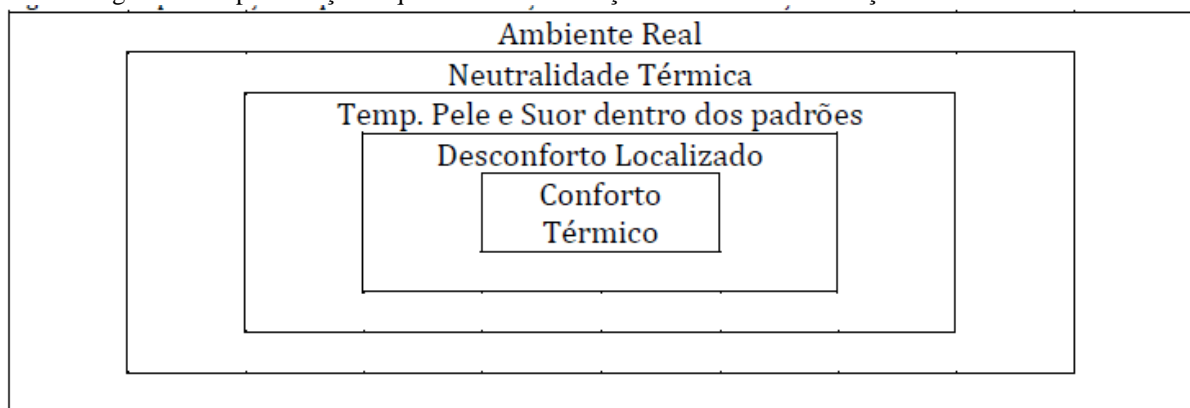 Ambiente Real
Neutralidade Térmica
Temp. Pele e Suor dentro dos padrões
Desconforto Localizado
Conforto
Térmico